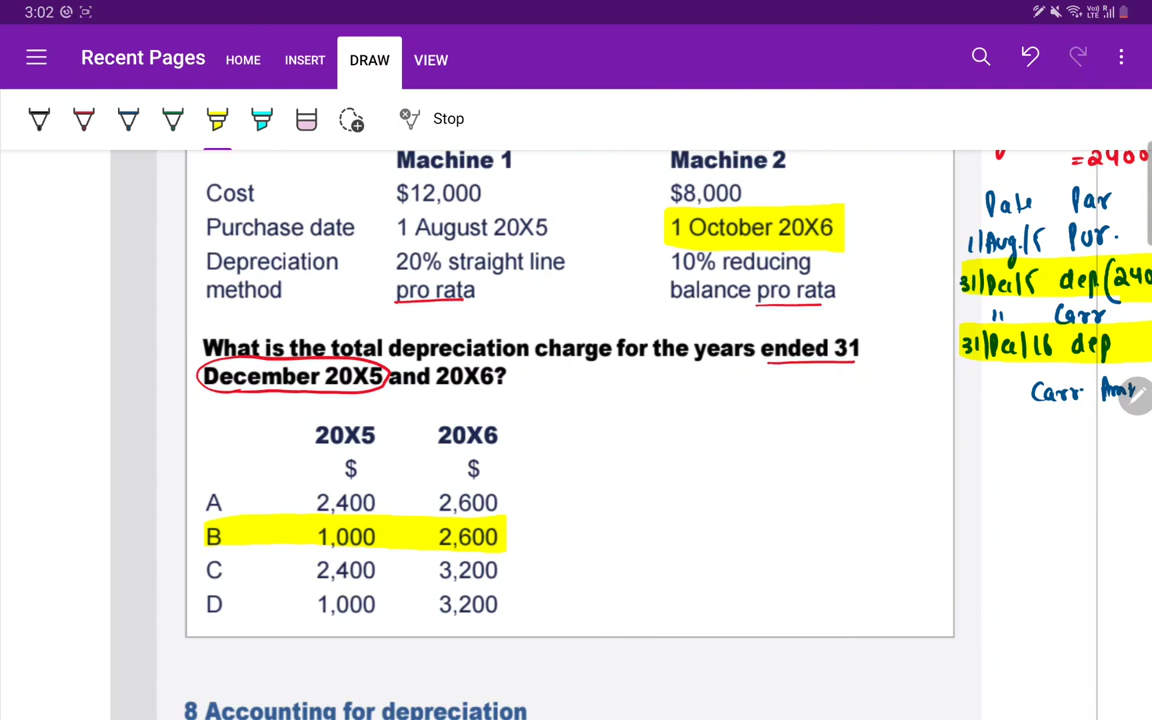 3:02
Recent Pages HOME INSERT DRAW VIEW
Stop
Machine 1 Machine 2
Cost $12,000 $8,000
Purchase date 1 August 20X5 1 October 20X6
Depreciation 20% straight line 10% reducing
method pro rata balance pro rata
What is the total depreciation charge for the years ended 31
December 20X5 and 20X6?
20X5 20X6
$ $
A 2,400 2,600
B 1,000 2,600
C 2,400 3,200
D 1,000 3,200
8 Accounting for depreciation
=2400
Date Par
1/Aug/5 Pur.
31/Dec/5 dep (240
" Carr
31/Dec/16 dep
Carr Amt